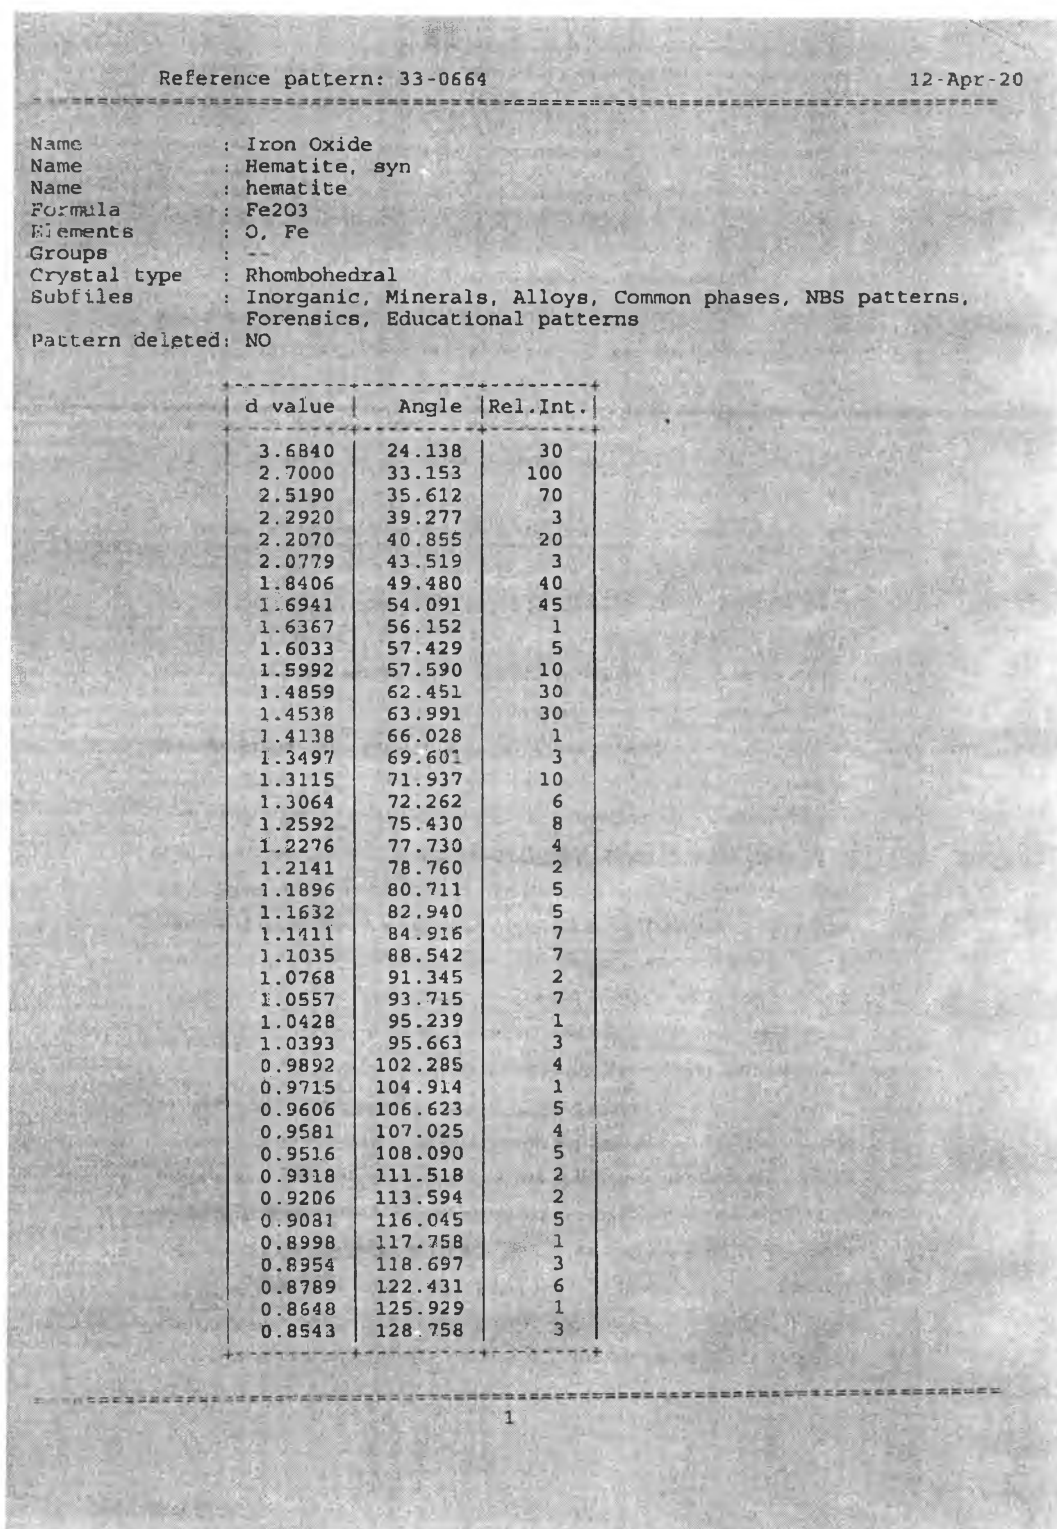 Reference pattern: 33-0664 12-Apr-20
Name : Iron Oxide
Name : Hematite, syn
Name : hematite
Formula : Fe2O3
Elements : O, Fe
Groups : --
Crystal type : Rhombohedral
Subfiles : Inorganic, Minerals, Alloys, Common phases, NBS patterns,
Forensics, Educational patterns
Pattern deleted: NO
d value | Angle |Rel.Int.|
3.6840 | 24.138 | 30
2.7000 | 33.153 | 100
2.5190 | 35.612 | 70
2.2920 | 39.277 | 3
2.2070 | 40.855 | 20
2.0779 | 43.519 | 3
1.8406 | 49.480 | 40
1.6941 | 54.091 | 45
1.6367 | 56.152 | 1
1.6033 | 57.429 | 5
1.5992 | 57.590 | 10
1.4859 | 62.451 | 30
1.4538 | 63.991 | 30
1.4138 | 66.028 | 1
1.3497 | 69.601 | 3
1.3115 | 71.937 | 10
1.3064 | 72.262 | 6
1.2592 | 75.430 | 8
1.2276 | 77.730 | 4
1.2141 | 78.760 | 2
1.1896 | 80.711 | 5
1.1632 | 82.940 | 5
1.1411 | 84.916 | 7
1.1035 | 88.542 | 7
1.0768 | 91.345 | 2
1.0557 | 93.715 | 7
1.0428 | 95.239 | 1
1.0393 | 95.663 | 3
0.9892 | 102.285 | 4
0.9715 | 104.914 | 1
0.9606 | 106.623 | 5
0.9581 | 107.025 | 4
0.9516 | 108.090 | 5
0.9318 | 111.518 | 2
0.9206 | 113.594 | 2
0.9081 | 116.045 | 5
0.8998 | 117.758 | 1
0.8954 | 118.697 | 3
0.8789 | 122.431 | 6
0.8648 | 125.929 | 1
0.8543 | 128.758 | 3
1